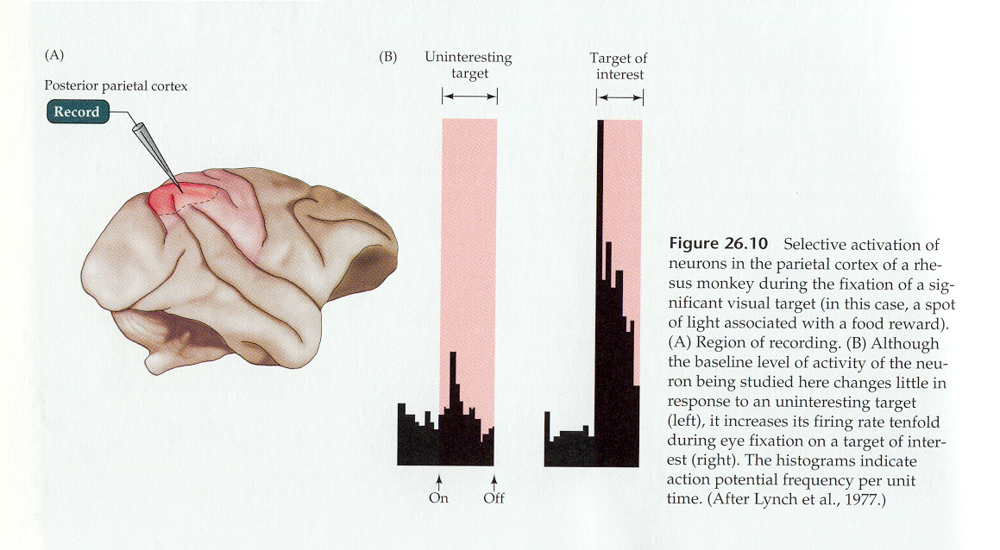 (A)
Posterior parietal cortex
Record
(B)
Uninteresting
target
Target of
interest
On
Off
Figure 26.10 Selective activation of
neurons in the parietal cortex of a rhe-
sus monkey during the fixation of a sig-
nificant visual target (in this case, a spot
of light associated with a food reward).
(A) Region of recording. (B) Although
the baseline level of activity of the neu-
ron being studied here changes little in
response to an uninteresting target
(left), it increases its firing rate tenfold
during eye fixation on a target of inter-
est (right). The histograms indicate
action potential frequency per unit
time. (After Lynch et al., 1977.)